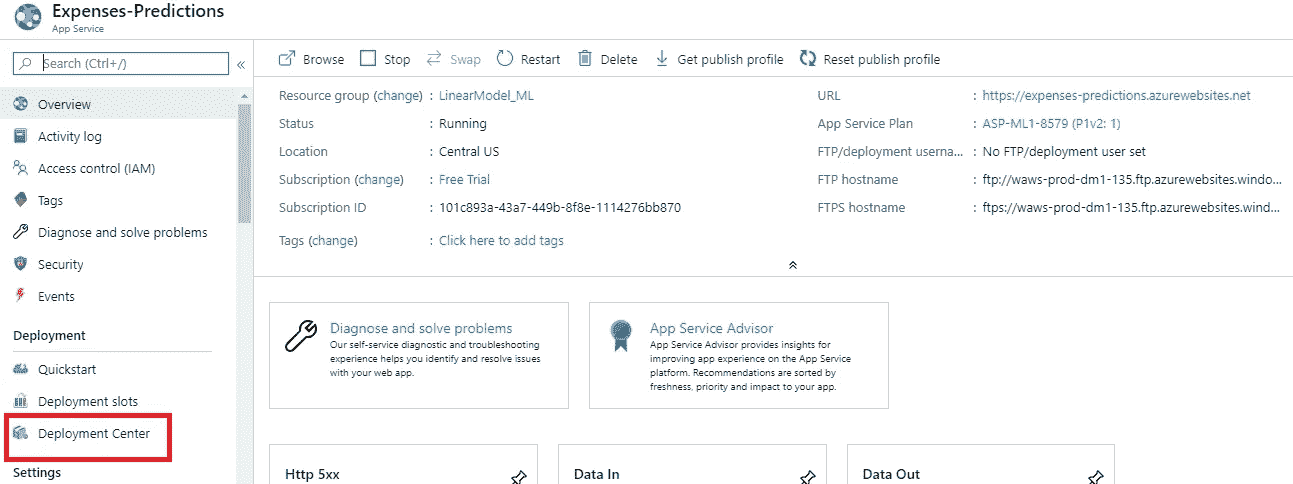 Expenses-Predictions
App Service
Search (Ctrl+/)
«
Overview
Activity log
Access control (IAM)
Tags
Diagnose and solve problems
Security
Events
Deployment
Quickstart
Deployment slots
Deployment Center
Settings
Browse Stop Swap Restart Delete Get publish profile Reset publish profile
Resource group (change) : LinearModel_ML
Status : Running
Location : Central US
Subscription (change) : Free Trial
Subscription ID : 101c893a-43a7-449b-8f8e-1114276bb870
Tags (change) : Click here to add tags
URL : https://expenses-predictions.azurewebsites.net
App Service Plan : ASP-ML1-8579 (P1v2: 1)
FTP/deployment userna... : No FTP/deployment user set
FTP hostname : ftp://waws-prod-dm1-135.ftp.azurewebsites.windo...
FTPS hostname : ftps://waws-prod-dm1-135.ftp.azurewebsites.wind...
Diagnose and solve problems
Our self-service diagnostic and troubleshooting
experience helps you identify and resolve issues
with your web app.
App Service Advisor
App Service Advisor provides insights for
improving app experience on the App Service
platform. Recommendations are sorted by
freshness, priority and impact to your app.
Http 5xx
Data In
Data Out